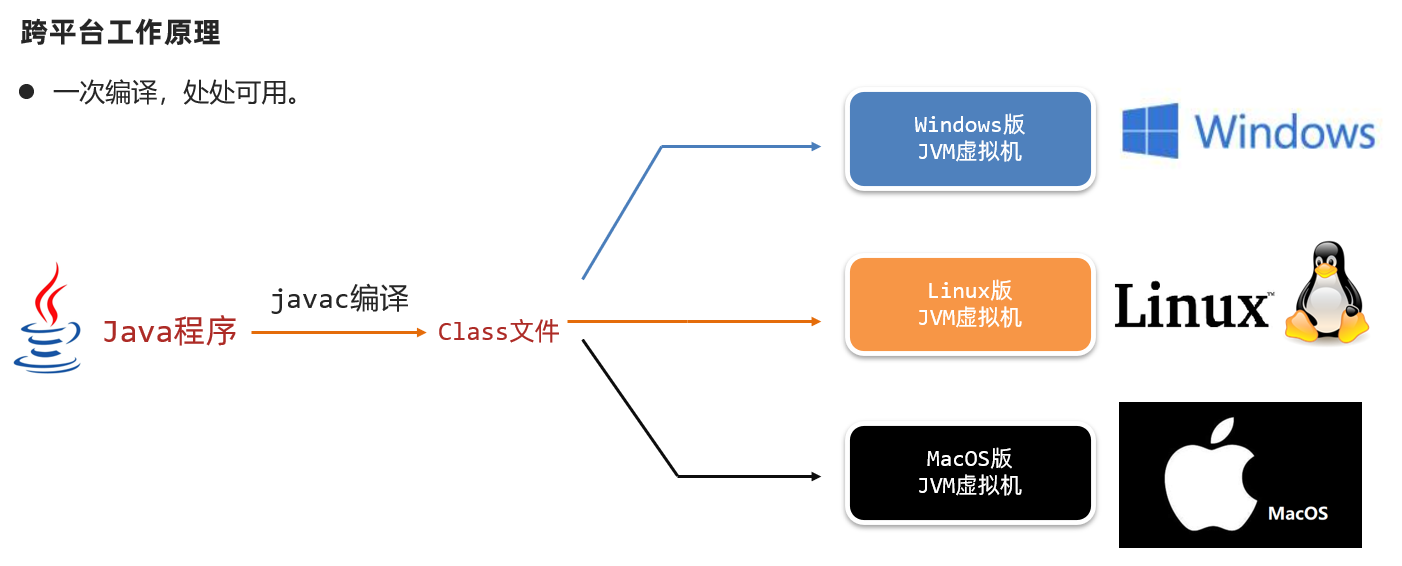 跨平台工作原理
一次编译，处处可用。
Java程序
javac编译
Class文件
Windows版
JVM虚拟机
Windows
Linux版
JVM虚拟机
Linux™
MacOS版
JVM虚拟机
MacOS